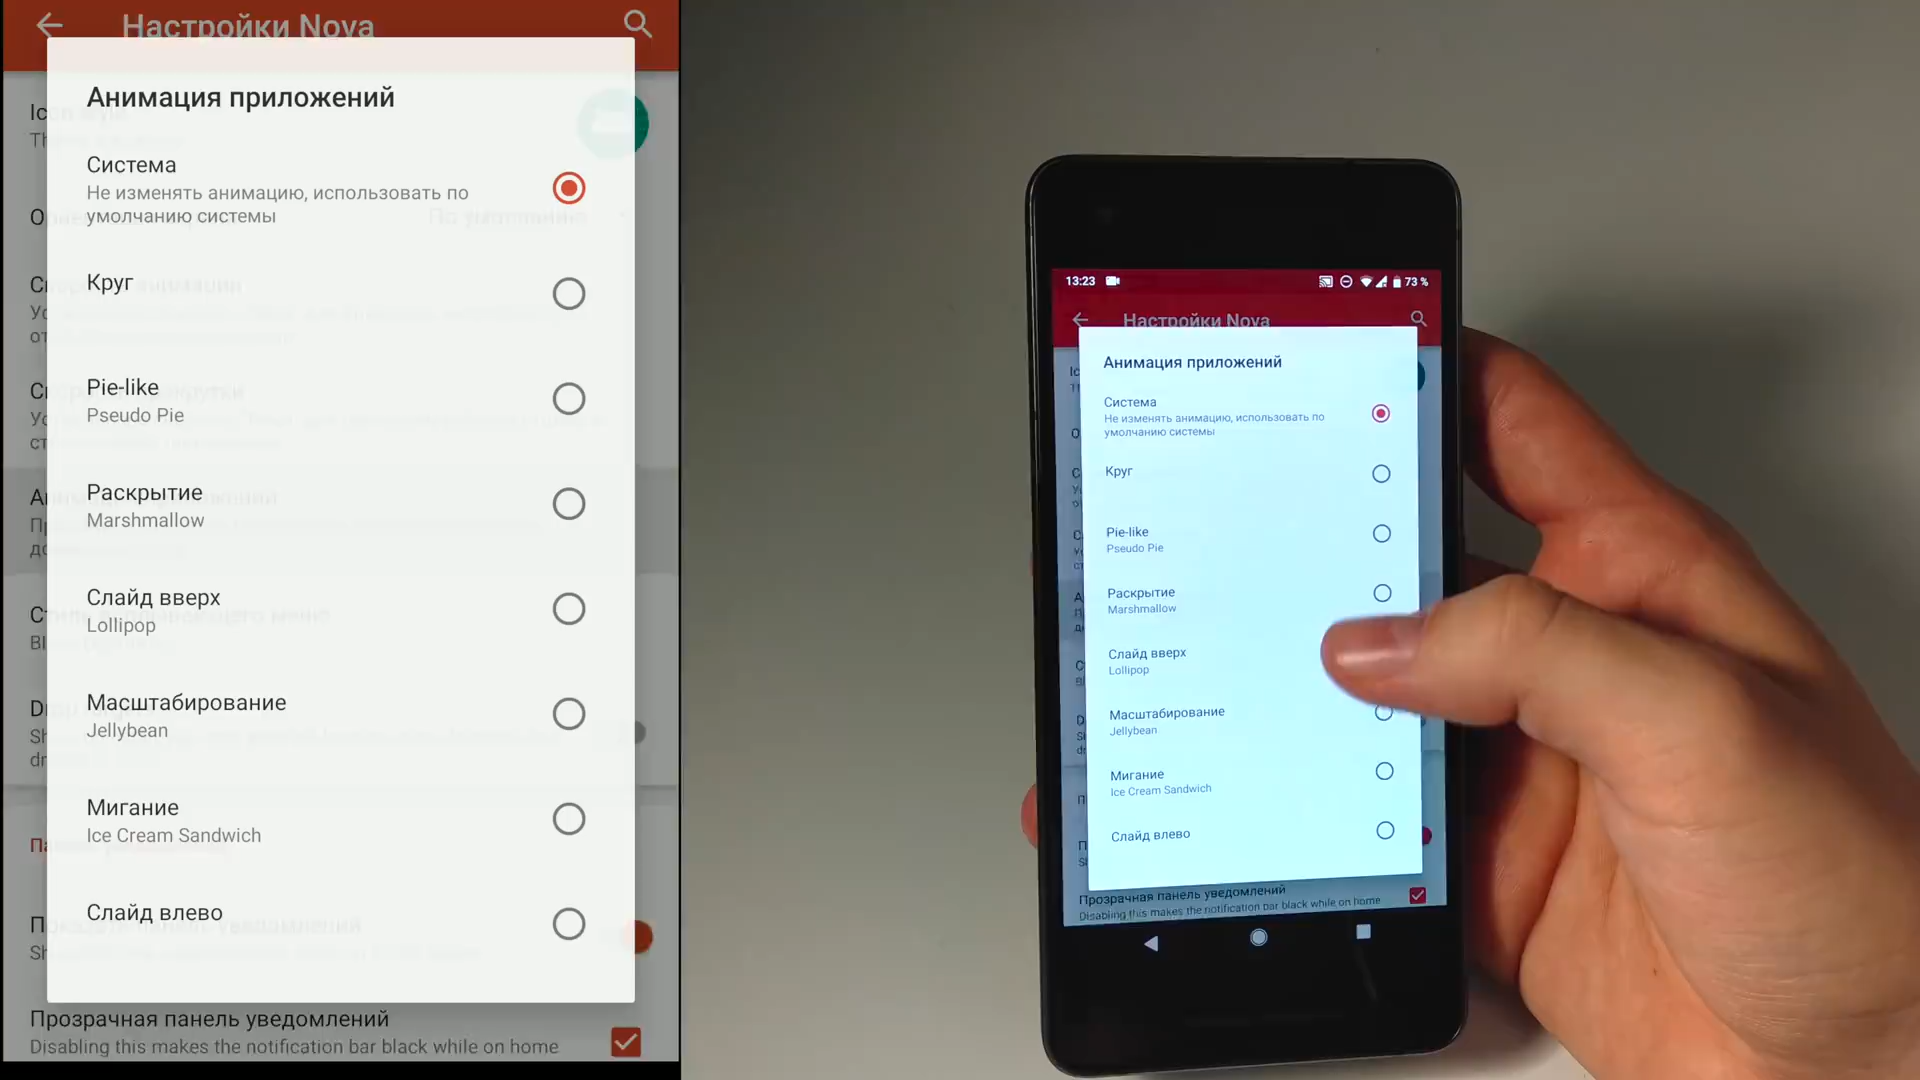 Настройки Nova
Анимация приложений
Система
Не изменять анимацию, использовать по
умолчанию системы
Круг
Pie-like
Pseudo Pie
Раскрытие
Marshmallow
Слайд вверх
Lollipop
Масштабирование
Jellybean
Мигание
Ice Cream Sandwich
Слайд влево
Прозрачная панель уведомлений
Disabling this makes the notification bar black while on home
13:23
73 %
Настройки Nova
Анимация приложений
Система
Не изменять анимацию, использовать по
умолчанию системы
Круг
Pie-like
Pseudo Pie
Раскрытие
Marshmallow
Слайд вверх
Lollipop
Масштабирование
Jellybean
Мигание
Ice Cream Sandwich
Слайд влево
Прозрачная панель уведомлений
Disabling this makes the notification bar black while on home